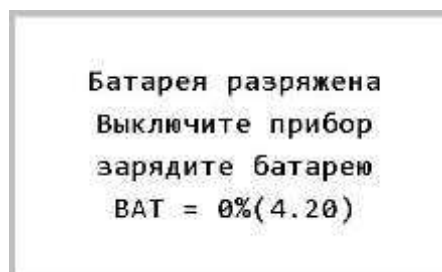 Батарея разряжена
Выключите прибор
зарядите батарею
BAT = 0%(4.20)